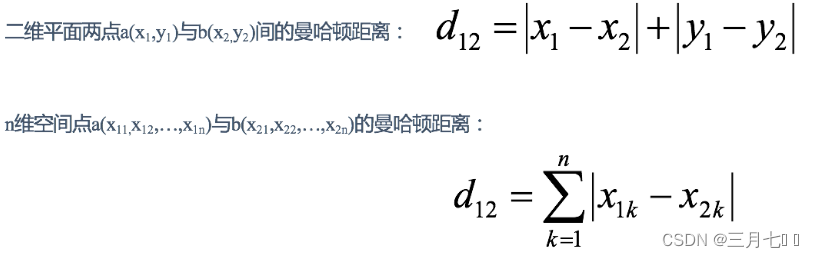 二维平面两点a(x₁,y₁)与b(x₂,y₂)间的曼哈顿距离： d₁₂ = |x₁ − x₂| + |y₁ − y₂|
n维空间点a(x₁₁,x₁₂,…,x₁ₙ)与b(x₂₁,x₂₂,…,x₂ₙ)的曼哈顿距离：
d₁₂ = ∑ₖ₌₁ⁿ |x₁ₖ − x₂ₖ|
CSDN @三月七